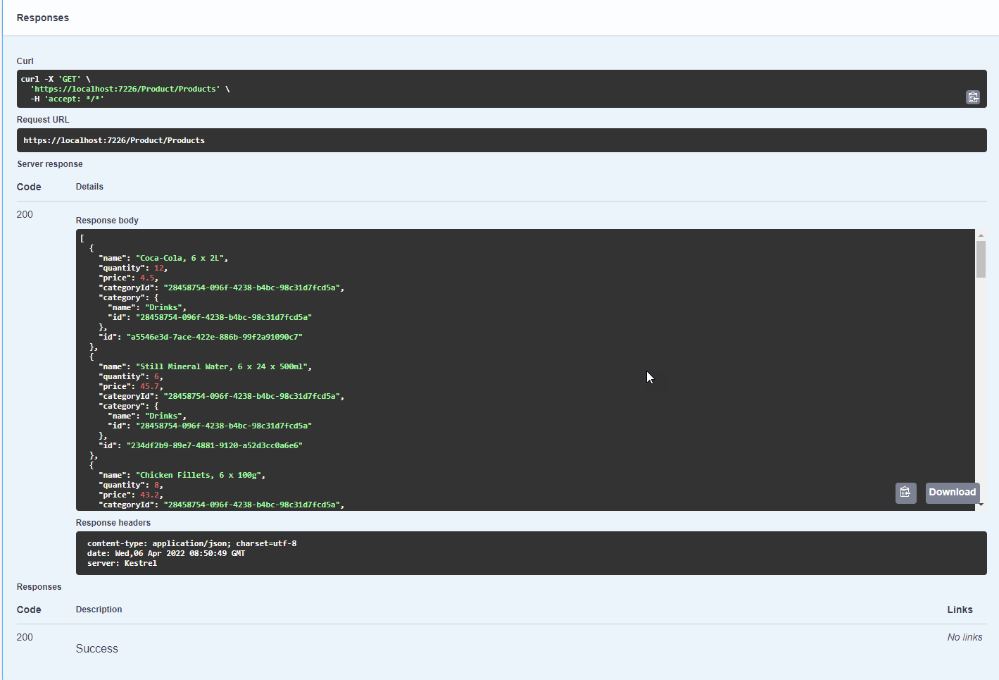 Responses
Curl
curl -X 'GET' \
  'https://localhost:7226/Product/Products' \
  -H 'accept: */*'
Request URL
https://localhost:7226/Product/Products
Server response
Code Details
200
Response body
[
  {
    "name": "Coca-Cola, 6 x 2L",
    "quantity": 12,
    "price": 4.5,
    "categoryId": "28458754-096f-4238-b4bc-98c31d7fcd5a",
    "category": {
      "name": "Drinks",
      "id": "28458754-096f-4238-b4bc-98c31d7fcd5a"
    },
    "id": "a5546e3d-7ace-422e-886b-99f2a91090c7"
  },
  {
    "name": "Still Mineral Water, 6 x 24 x 500ml",
    "quantity": 6,
    "price": 45.7,
    "categoryId": "28458754-096f-4238-b4bc-98c31d7fcd5a",
    "category": {
      "name": "Drinks",
      "id": "28458754-096f-4238-b4bc-98c31d7fcd5a"
    },
    "id": "234df2b9-89e7-4881-9120-a52d3cc0a6e6"
  },
  {
    "name": "Chicken Fillets, 6 x 100g",
    "quantity": 8,
    "price": 43.2,
    "categoryId": "28458754-096f-4238-b4bc-98c31d7fcd5a",
Download
Response headers
content-type: application/json; charset=utf-8
date: Wed,06 Apr 2022 08:50:49 GMT
server: Kestrel
Responses
Code Description Links
200 No links
Success